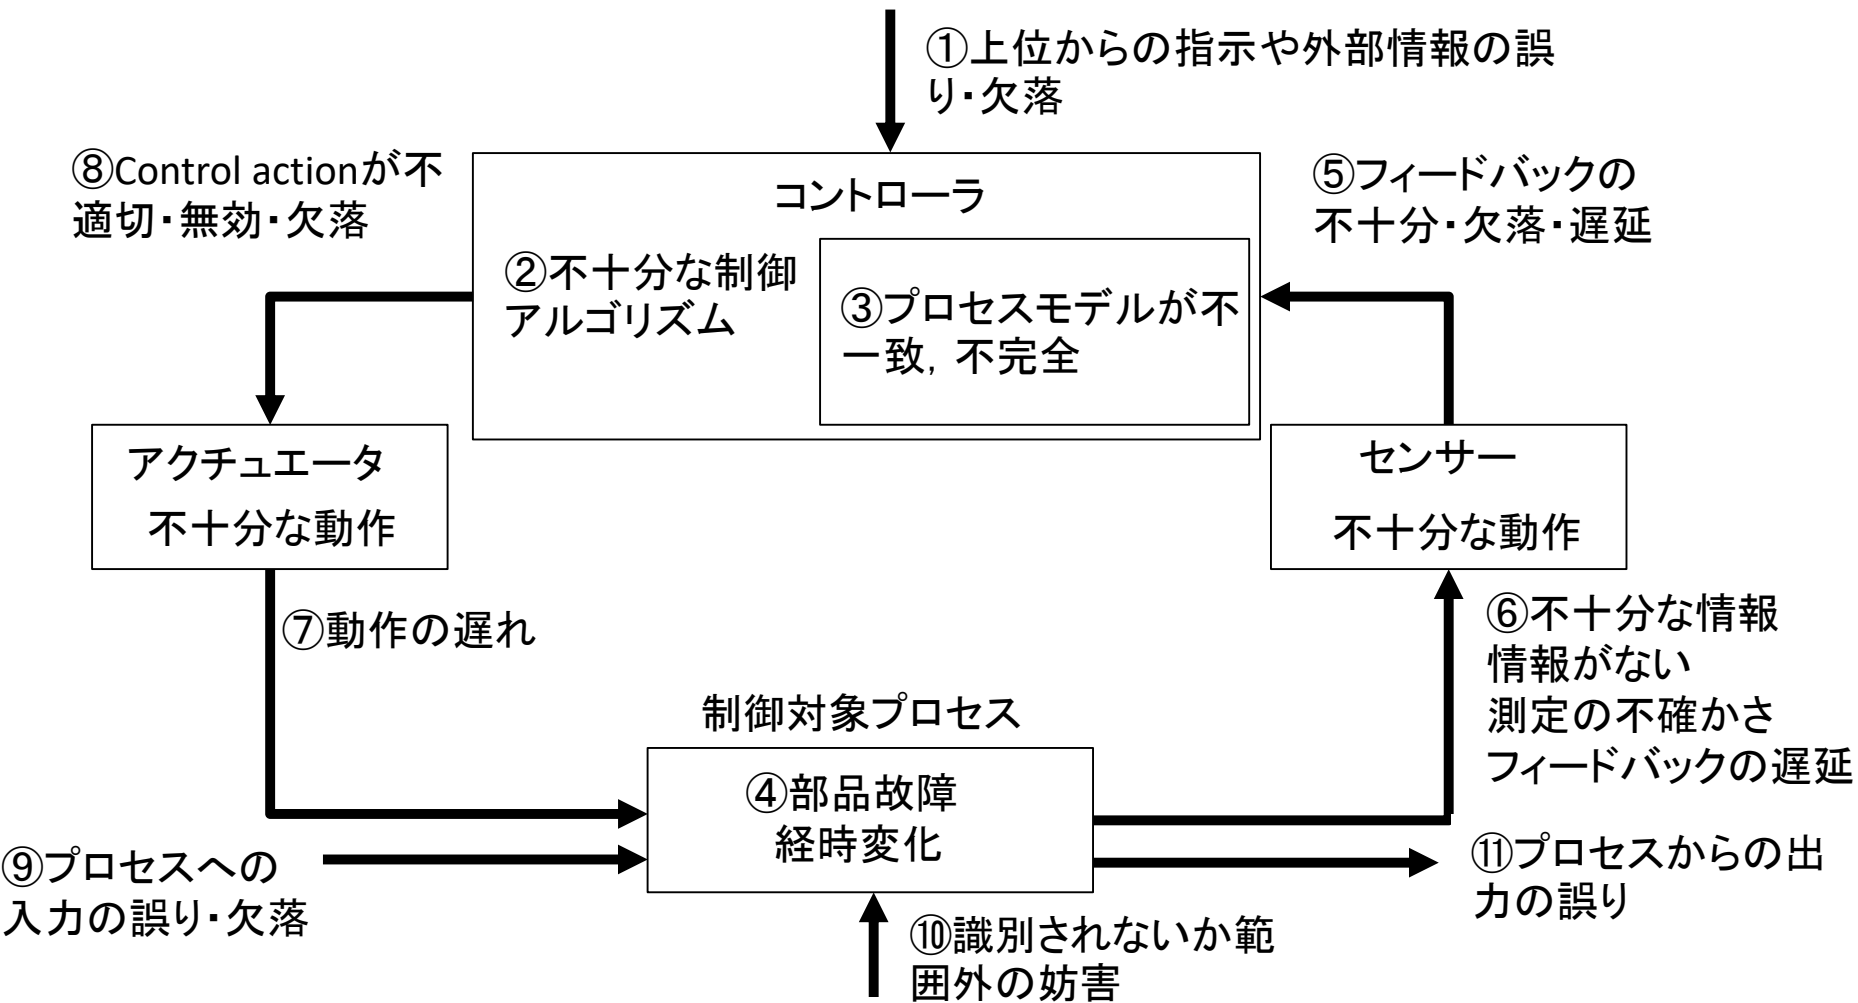 ①上位からの指示や外部情報の誤
り・欠落
⑧Control actionが不
適切・無効・欠落
コントローラ
②不十分な制御
アルゴリズム
③プロセスモデルが不
一致，不完全
⑤フィードバックの
不十分・欠落・遅延
アクチュエータ
不十分な動作
センサー
不十分な動作
⑦動作の遅れ
⑥不十分な情報
情報がない
測定の不確かさ
フィードバックの遅延
制御対象プロセス
④部品故障
経時変化
⑨プロセスへの
入力の誤り・欠落
⑪プロセスからの出
力の誤り
⑩識別されないか範
囲外の妨害